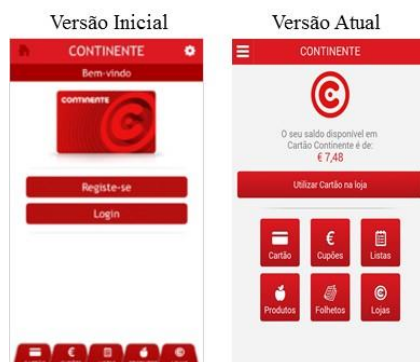 Versão Inicial
CONTINENTE
Bem-vindo
CONTINENTE
Registe-se
Login
Versão Atual
CONTINENTE
O seu saldo disponível em
Cartão Continente é de:
€ 7,48
Utilizar Cartão na loja
Cartão
Cupões
Listas
Produtos
Folhetos
Lojas